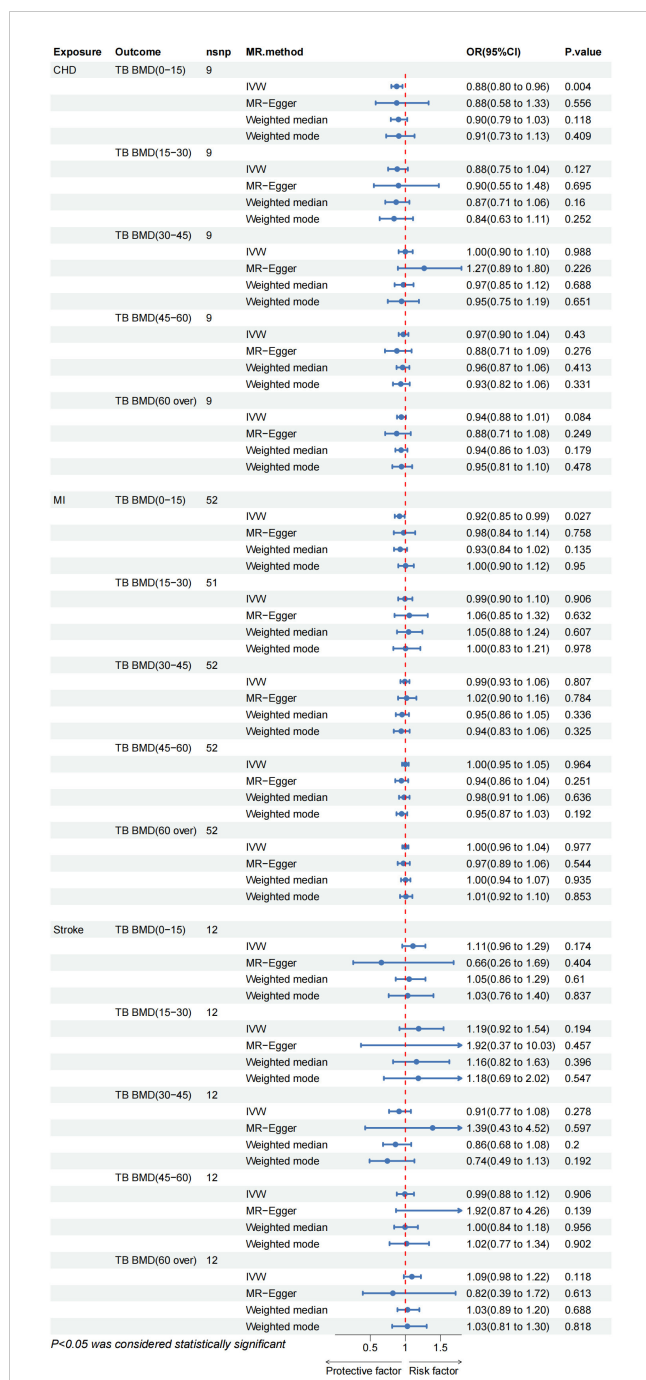 Exposure Outcome nsnp MR.method OR(95%CI) P.value
CHD TB BMD(0−15) 9
IVW 0.88(0.80 to 0.96) 0.004
MR−Egger 0.88(0.58 to 1.33) 0.556
Weighted median 0.90(0.79 to 1.03) 0.118
Weighted mode 0.91(0.73 to 1.13) 0.409
TB BMD(15−30) 9
IVW 0.88(0.75 to 1.04) 0.127
MR−Egger 0.90(0.55 to 1.48) 0.695
Weighted median 0.87(0.71 to 1.06) 0.16
Weighted mode 0.84(0.63 to 1.11) 0.252
TB BMD(30−45) 9
IVW 1.00(0.90 to 1.10) 0.988
MR−Egger 1.27(0.89 to 1.80) 0.226
Weighted median 0.97(0.85 to 1.12) 0.688
Weighted mode 0.95(0.75 to 1.19) 0.651
TB BMD(45−60) 9
IVW 0.97(0.90 to 1.04) 0.43
MR−Egger 0.88(0.71 to 1.09) 0.276
Weighted median 0.96(0.87 to 1.06) 0.413
Weighted mode 0.93(0.82 to 1.06) 0.331
TB BMD(60 over) 9
IVW 0.94(0.88 to 1.01) 0.084
MR−Egger 0.88(0.71 to 1.08) 0.249
Weighted median 0.94(0.86 to 1.03) 0.179
Weighted mode 0.95(0.81 to 1.10) 0.478
MI TB BMD(0−15) 52
IVW 0.92(0.85 to 0.99) 0.027
MR−Egger 0.98(0.84 to 1.14) 0.758
Weighted median 0.93(0.84 to 1.02) 0.135
Weighted mode 1.00(0.90 to 1.12) 0.95
TB BMD(15−30) 51
IVW 0.99(0.90 to 1.10) 0.906
MR−Egger 1.06(0.85 to 1.32) 0.632
Weighted median 1.05(0.88 to 1.24) 0.607
Weighted mode 1.00(0.83 to 1.21) 0.978
TB BMD(30−45) 52
IVW 0.99(0.93 to 1.06) 0.807
MR−Egger 1.02(0.90 to 1.16) 0.784
Weighted median 0.95(0.86 to 1.05) 0.336
Weighted mode 0.94(0.83 to 1.06) 0.325
TB BMD(45−60) 52
IVW 1.00(0.95 to 1.05) 0.964
MR−Egger 0.94(0.86 to 1.04) 0.251
Weighted median 0.98(0.91 to 1.06) 0.636
Weighted mode 0.95(0.87 to 1.03) 0.192
TB BMD(60 over) 52
IVW 1.00(0.96 to 1.04) 0.977
MR−Egger 0.97(0.89 to 1.06) 0.544
Weighted median 1.00(0.94 to 1.07) 0.935
Weighted mode 1.01(0.92 to 1.10) 0.853
Stroke TB BMD(0−15) 12
IVW 1.11(0.96 to 1.29) 0.174
MR−Egger 0.66(0.26 to 1.69) 0.404
Weighted median 1.05(0.86 to 1.29) 0.61
Weighted mode 1.03(0.76 to 1.40) 0.837
TB BMD(15−30) 12
IVW 1.19(0.92 to 1.54) 0.194
MR−Egger 1.92(0.37 to 10.03) 0.457
Weighted median 1.16(0.82 to 1.63) 0.396
Weighted mode 1.18(0.69 to 2.02) 0.547
TB BMD(30−45) 12
IVW 0.91(0.77 to 1.08) 0.278
MR−Egger 1.39(0.43 to 4.52) 0.597
Weighted median 0.86(0.68 to 1.08) 0.2
Weighted mode 0.74(0.49 to 1.13) 0.192
TB BMD(45−60) 12
IVW 0.99(0.88 to 1.12) 0.906
MR−Egger 1.92(0.87 to 4.26) 0.139
Weighted median 1.00(0.84 to 1.18) 0.956
Weighted mode 1.02(0.77 to 1.34) 0.902
TB BMD(60 over) 12
IVW 1.09(0.98 to 1.22) 0.118
MR−Egger 0.82(0.39 to 1.72) 0.613
Weighted median 1.03(0.89 to 1.20) 0.688
Weighted mode 1.03(0.81 to 1.30) 0.818
P<0.05 was considered statistically significant
0.5 1 1.5
Protective factor Risk factor